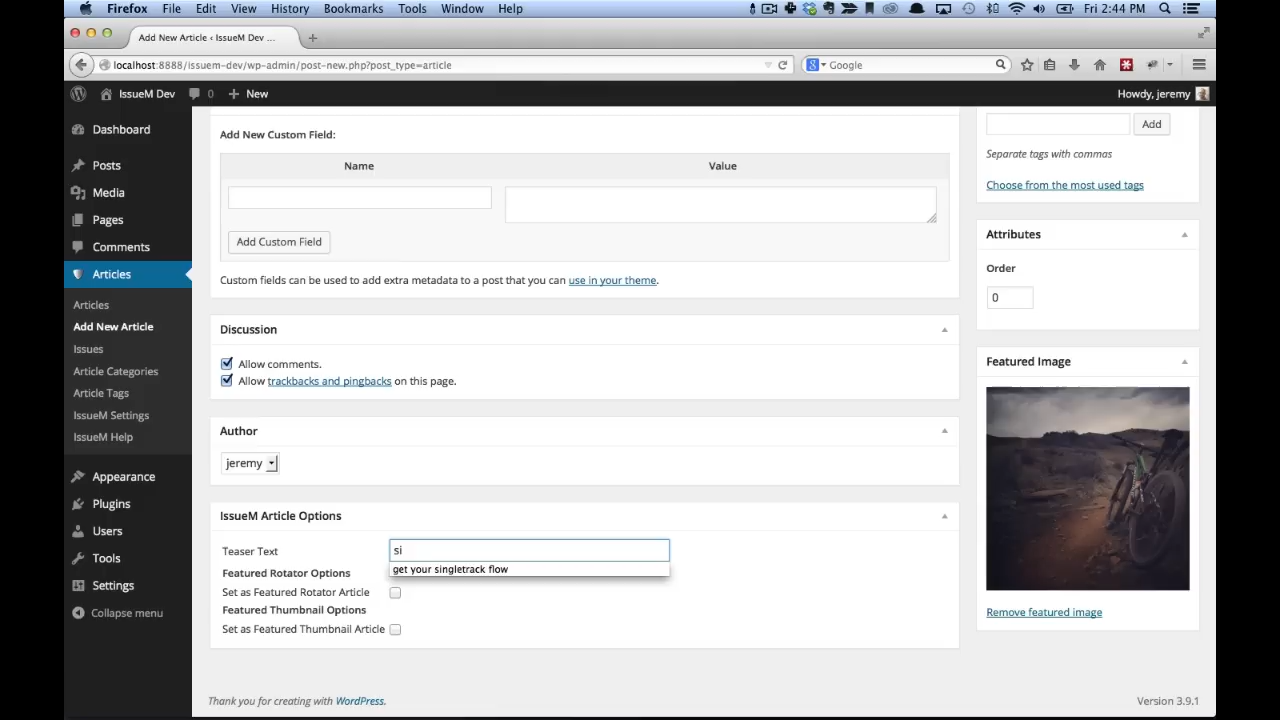 Firefox File Edit View History Bookmarks Tools Window Help Fri 2:44 PM
Add New Article ‹ IssueM Dev ...
localhost:8888/issuem-dev/wp-admin/post-new.php?post_type=article Google
IssueM Dev 0 New Howdy, jeremy
Dashboard
Posts
Media
Pages
Comments
Articles
Articles
Add New Article
Issues
Article Categories
Article Tags
IssueM Settings
IssueM Help
Appearance
Plugins
Users
Tools
Settings
Collapse menu
Add New Custom Field:
Name Value
Add Custom Field
Custom fields can be used to add extra metadata to a post that you can use in your theme.
Discussion
Allow comments.
Allow trackbacks and pingbacks on this page.
Author
jeremy
IssueM Article Options
Teaser Text si
get your singletrack flow
Featured Rotator Options
Set as Featured Rotator Article
Featured Thumbnail Options
Set as Featured Thumbnail Article
Add
Separate tags with commas
Choose from the most used tags
Attributes
Order
0
Featured Image
Remove featured image
Thank you for creating with WordPress. Version 3.9.1